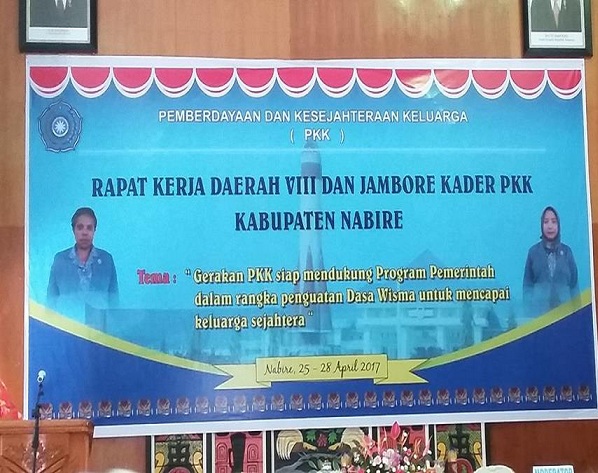 PEMBERDAYAAN DAN KESEJAHTERAAN KELUARGA
( PKK )
RAPAT KERJA DAERAH VIII DAN JAMBORE KADER PKK
KABUPATEN NABIRE
Tema : " Gerakan PKK siap mendukung Program Pemerintah
dalam rangka penguatan Dasa Wisma untuk mencapai
keluarga sejahtera"
Nabire, 25 - 28 April 2017
MODERATOR